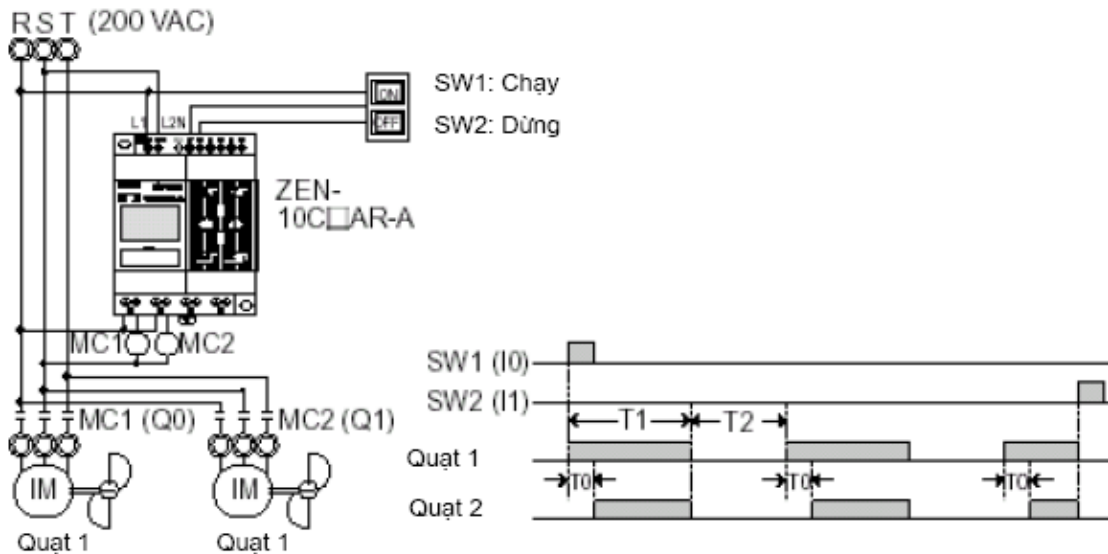 R S T (200 VAC)
ON
SW1: Chạy
OFF
SW2: Dừng
L1 L2N
ZEN-
10C□AR-A
MC1 MC2
MC1 (Q0)
MC2 (Q1)
IM
IM
Quạt 1
Quạt 1
SW1 (I0)
SW2 (I1)
T1 T2
Quạt 1
T0 T0 T0
Quạt 2